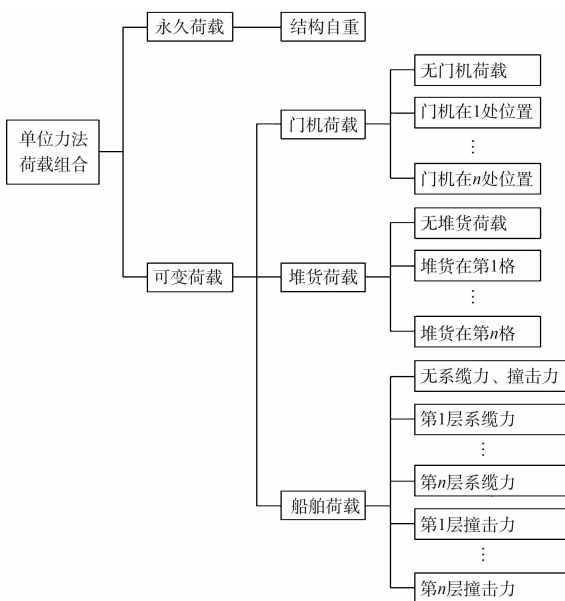 单位力法
荷载组合
永久荷载
结构自重
可变荷载
门机荷载
无门机荷载
门机在1处位置
⋮
门机在n处位置
堆货荷载
无堆货荷载
堆货在第1格
⋮
堆货在第n格
船舶荷载
无系缆力、撞击力
第1层系缆力
⋮
第n层系缆力
第1层撞击力
⋮
第n层撞击力